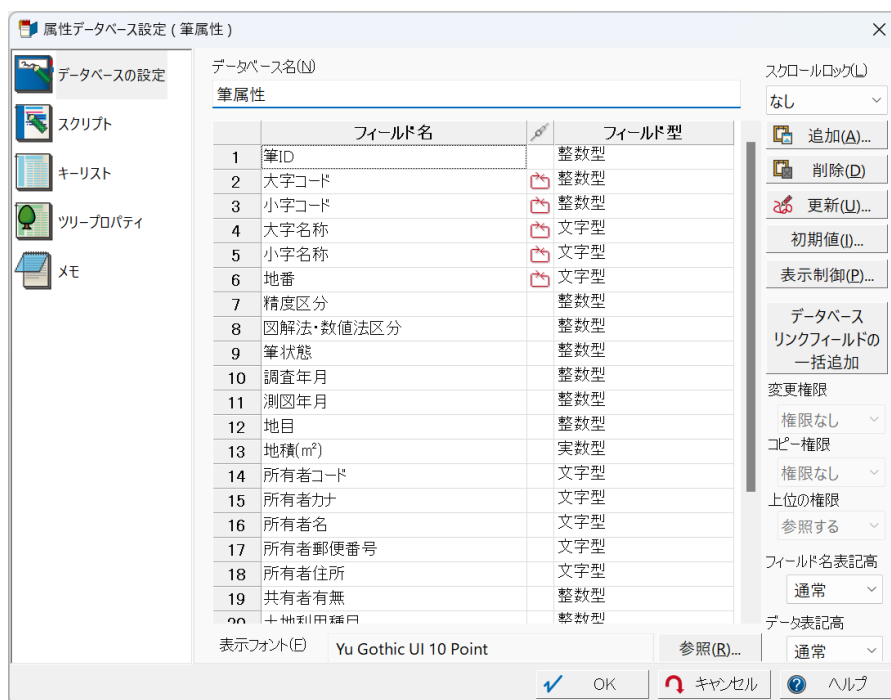 属性データベース設定 ( 筆属性 )
データベースの設定
スクリプト
キーリスト
ツリープロパティ
メモ
データベース名(N)
筆属性
フィールド名 フィールド型
1 筆ID 整数型
2 大字コード 整数型
3 小字コード 整数型
4 大字名称 文字型
5 小字名称 文字型
6 地番 文字型
7 精度区分 整数型
8 図解法・数値法区分 整数型
9 筆状態 整数型
10 調査年月 整数型
11 測図年月 整数型
12 地目 整数型
13 地積(m²) 実数型
14 所有者コード 文字型
15 所有者カナ 文字型
16 所有者名 文字型
17 所有者郵便番号 文字型
18 所有者住所 文字型
19 共有者有無 整数型
20 土地利用種目 整数型
表示フォント(F) Yu Gothic UI 10 Point 参照(R)...
スクロールロック(L)
なし
追加(A)...
削除(D)
更新(U)...
初期値(I)...
表示制御(P)...
データベース
リンクフィールドの
一括追加
変更権限
権限なし
コピー権限
権限なし
上位の権限
参照する
フィールド名表記高
通常
データ表記高
通常
OK キャンセル ヘルプ